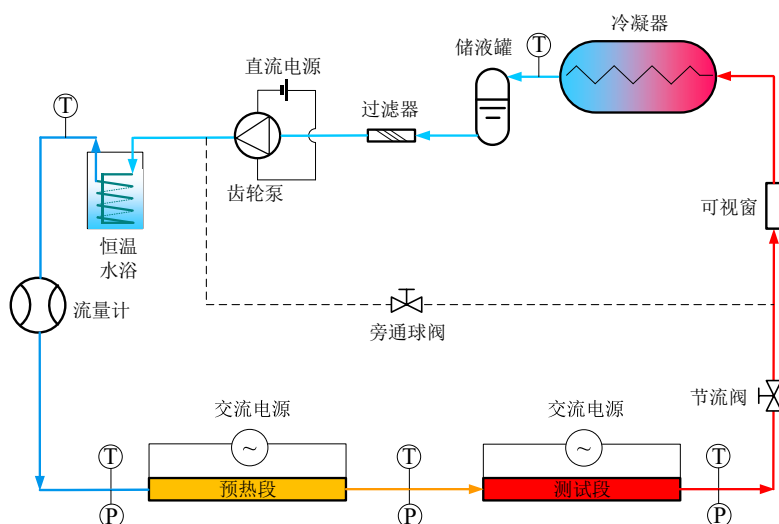 冷凝器
储液罐
T
直流电源
过滤器
T
齿轮泵
可视窗
恒温
水浴
流量计
旁通球阀
节流阀
交流电源
交流电源
~
~
T
T
T
预热段
测试段
P
P
P